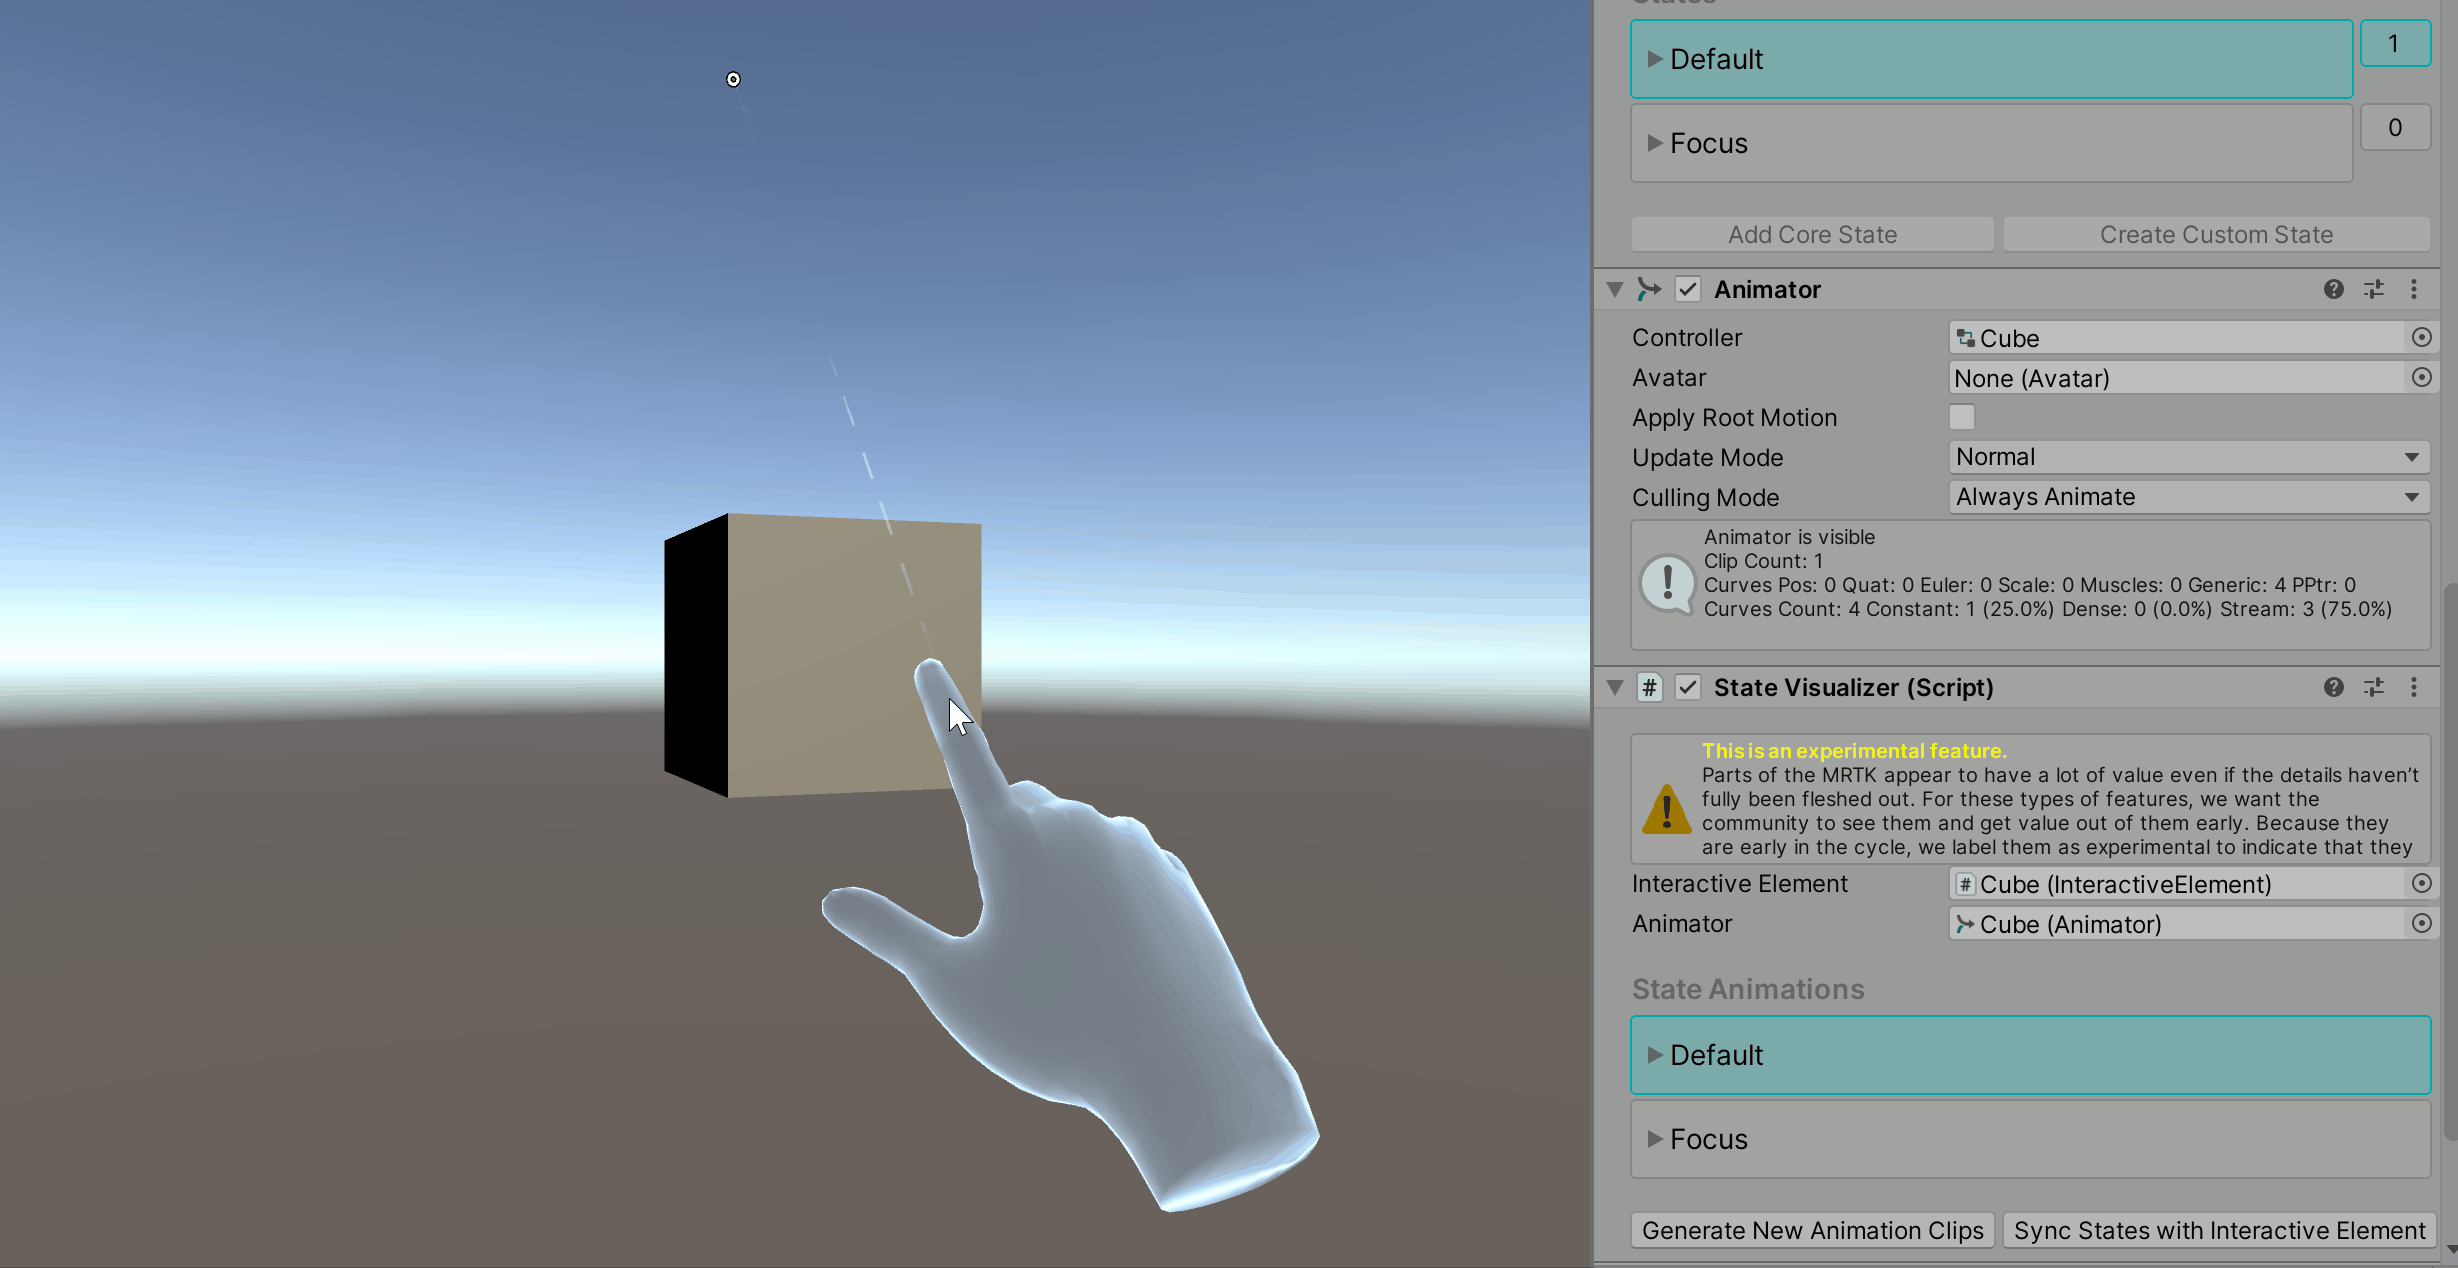 States
Default
1
Focus
0
Add Core State
Create Custom State
Animator
Controller
Cube
Avatar
None (Avatar)
Apply Root Motion
Update Mode
Normal
Culling Mode
Always Animate
Animator is visible
Clip Count: 1
Curves Pos: 0 Quat: 0 Euler: 0 Scale: 0 Muscles: 0 Generic: 4 PPtr: 0
Curves Count: 4 Constant: 1 (25.0%) Dense: 0 (0.0%) Stream: 3 (75.0%)
# State Visualizer (Script)
This is an experimental feature.
Parts of the MRTK appear to have a lot of value even if the details haven't
fully been fleshed out. For these types of features, we want the
community to see them and get value out of them early. Because they
are early in the cycle, we label them as experimental to indicate that they
Interactive Element
# Cube (InteractiveElement)
Animator
Cube (Animator)
State Animations
Default
Focus
Generate New Animation Clips
Sync States with Interactive Element